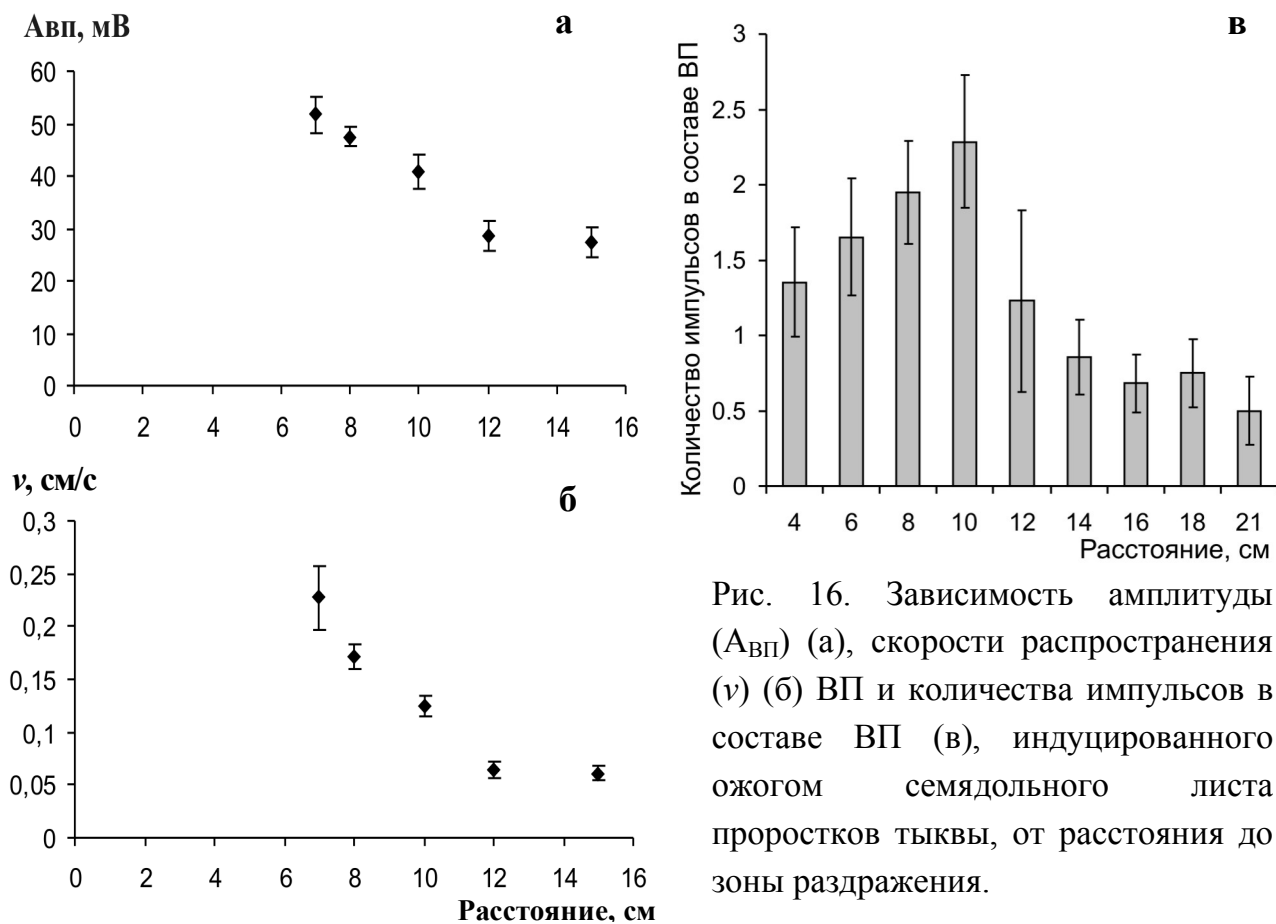 Авп, мВ
а
60
50
40
30
20
10
0
0 2 4 6 8 10 12 14 16
v, см/с
б
0,3
0,25
0,2
0,15
0,1
0,05
0
0 2 4 6 8 10 12 14 16
Расстояние, см
в
Количество импульсов в составе ВП
3
2.5
2
1.5
1
0.5
0
4 6 8 10 12 14 16 18 21
Расстояние, см
Рис. 16. Зависимость амплитуды
(АВП) (а), скорости распространения
(v) (б) ВП и количества импульсов в
составе ВП (в), индуцированного
ожогом семядольного листа
проростков тыквы, от расстояния до
зоны раздражения.